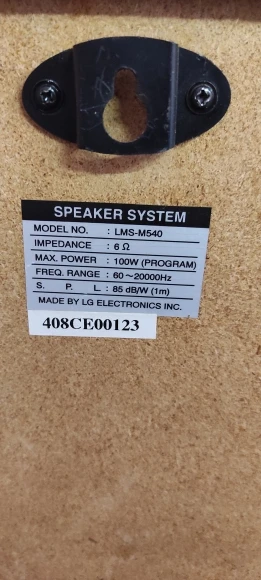 SPEAKER SYSTEM
MODEL NO. : LMS-M540
IMPEDANCE : 6 Ω
MAX. POWER : 100W (PROGRAM)
FREQ. RANGE : 60～20000Hz
S. P. L. : 85 dB/W (1m)
MADE BY LG ELECTRONICS INC.
408CE00123